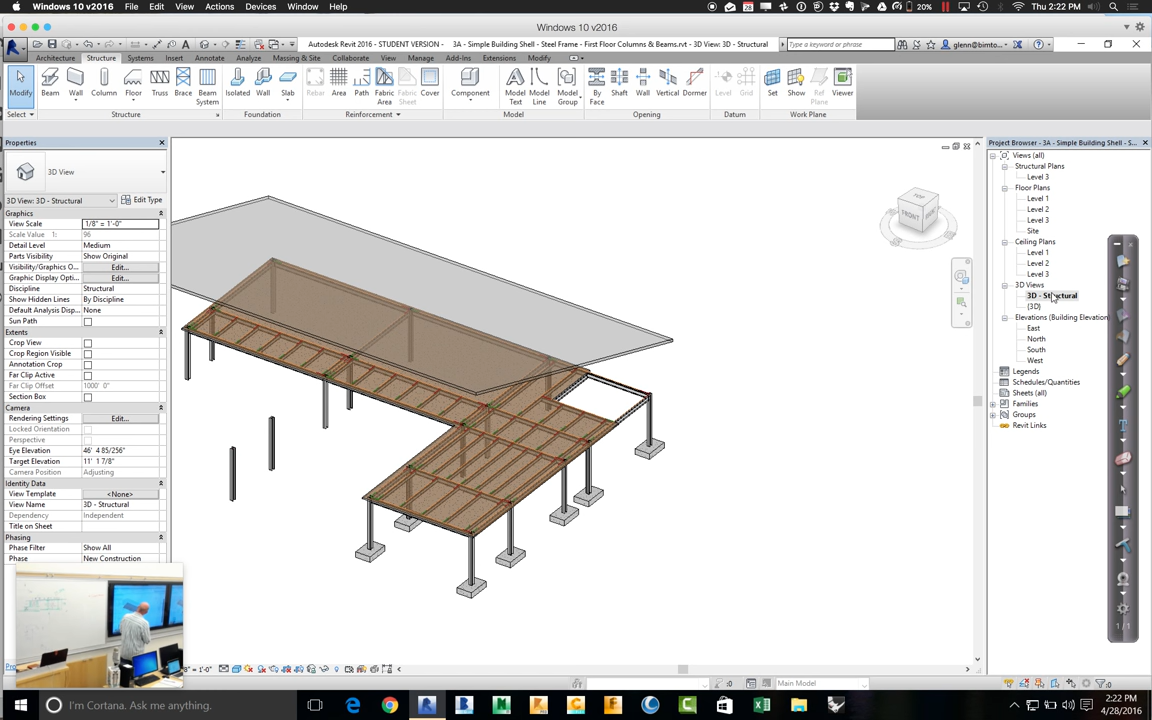 Windows 10 v2016 File Edit View Actions Devices Window Help 20% Thu 2:22 PM
Windows 10 v2016
Autodesk Revit 2016 - STUDENT VERSION - 3A - Simple Building Shell - Steel Frame - First Floor Columns & Beams.rvt - 3D View: 3D - Structural
Type a keyword or phrase
glenn@bimto...
Architecture Structure Systems Insert Annotate Analyze Massing & Site Collaborate View Manage Add-Ins Extensions Modify
Modify Beam Wall Column Floor Truss Brace Beam System Isolated Wall Slab Rebar Area Path Fabric Area Fabric Sheet Cover Component Model Text Model Line Model Group By Face Shaft Wall Vertical Dormer Level Grid Set Show Ref Plane Viewer
Select Structure Foundation Reinforcement Model Opening Datum Work Plane
Properties
3D View
3D View: 3D - Structural Edit Type
Graphics
View Scale 1/8" = 1'-0"
Scale Value 1: 96
Detail Level Medium
Parts Visibility Show Original
Visibility/Graphics O... Edit...
Graphic Display Opti... Edit...
Discipline Structural
Show Hidden Lines By Discipline
Default Analysis Disp... None
Sun Path
Extents
Crop View
Crop Region Visible
Annotation Crop
Far Clip Active
Far Clip Offset 1000' 0"
Section Box
Camera
Rendering Settings Edit...
Locked Orientation
Perspective
Eye Elevation 46' 4 85/256"
Target Elevation 11' 1 7/8"
Camera Position Adjusting
Identity Data
View Template <None>
View Name 3D - Structural
Dependency Independent
Title on Sheet
Phasing
Phase Filter Show All
Phase New Construction
TOP
FRONT
Project Browser - 3A - Simple Building Shell - S...
Views (all)
Structural Plans
Level 3
Floor Plans
Level 1
Level 2
Level 3
Site
Ceiling Plans
Level 1
Level 2
Level 3
3D Views
3D - Structural
(3D)
Elevations (Building Elevation
East
North
South
West
Legends
Schedules/Quantities
Sheets (all)
Families
Groups
Revit Links
1 / 1
= 1'-0"
:0
Main Model
:0
I'm Cortana. Ask me anything.
2:22 PM
4/28/2016